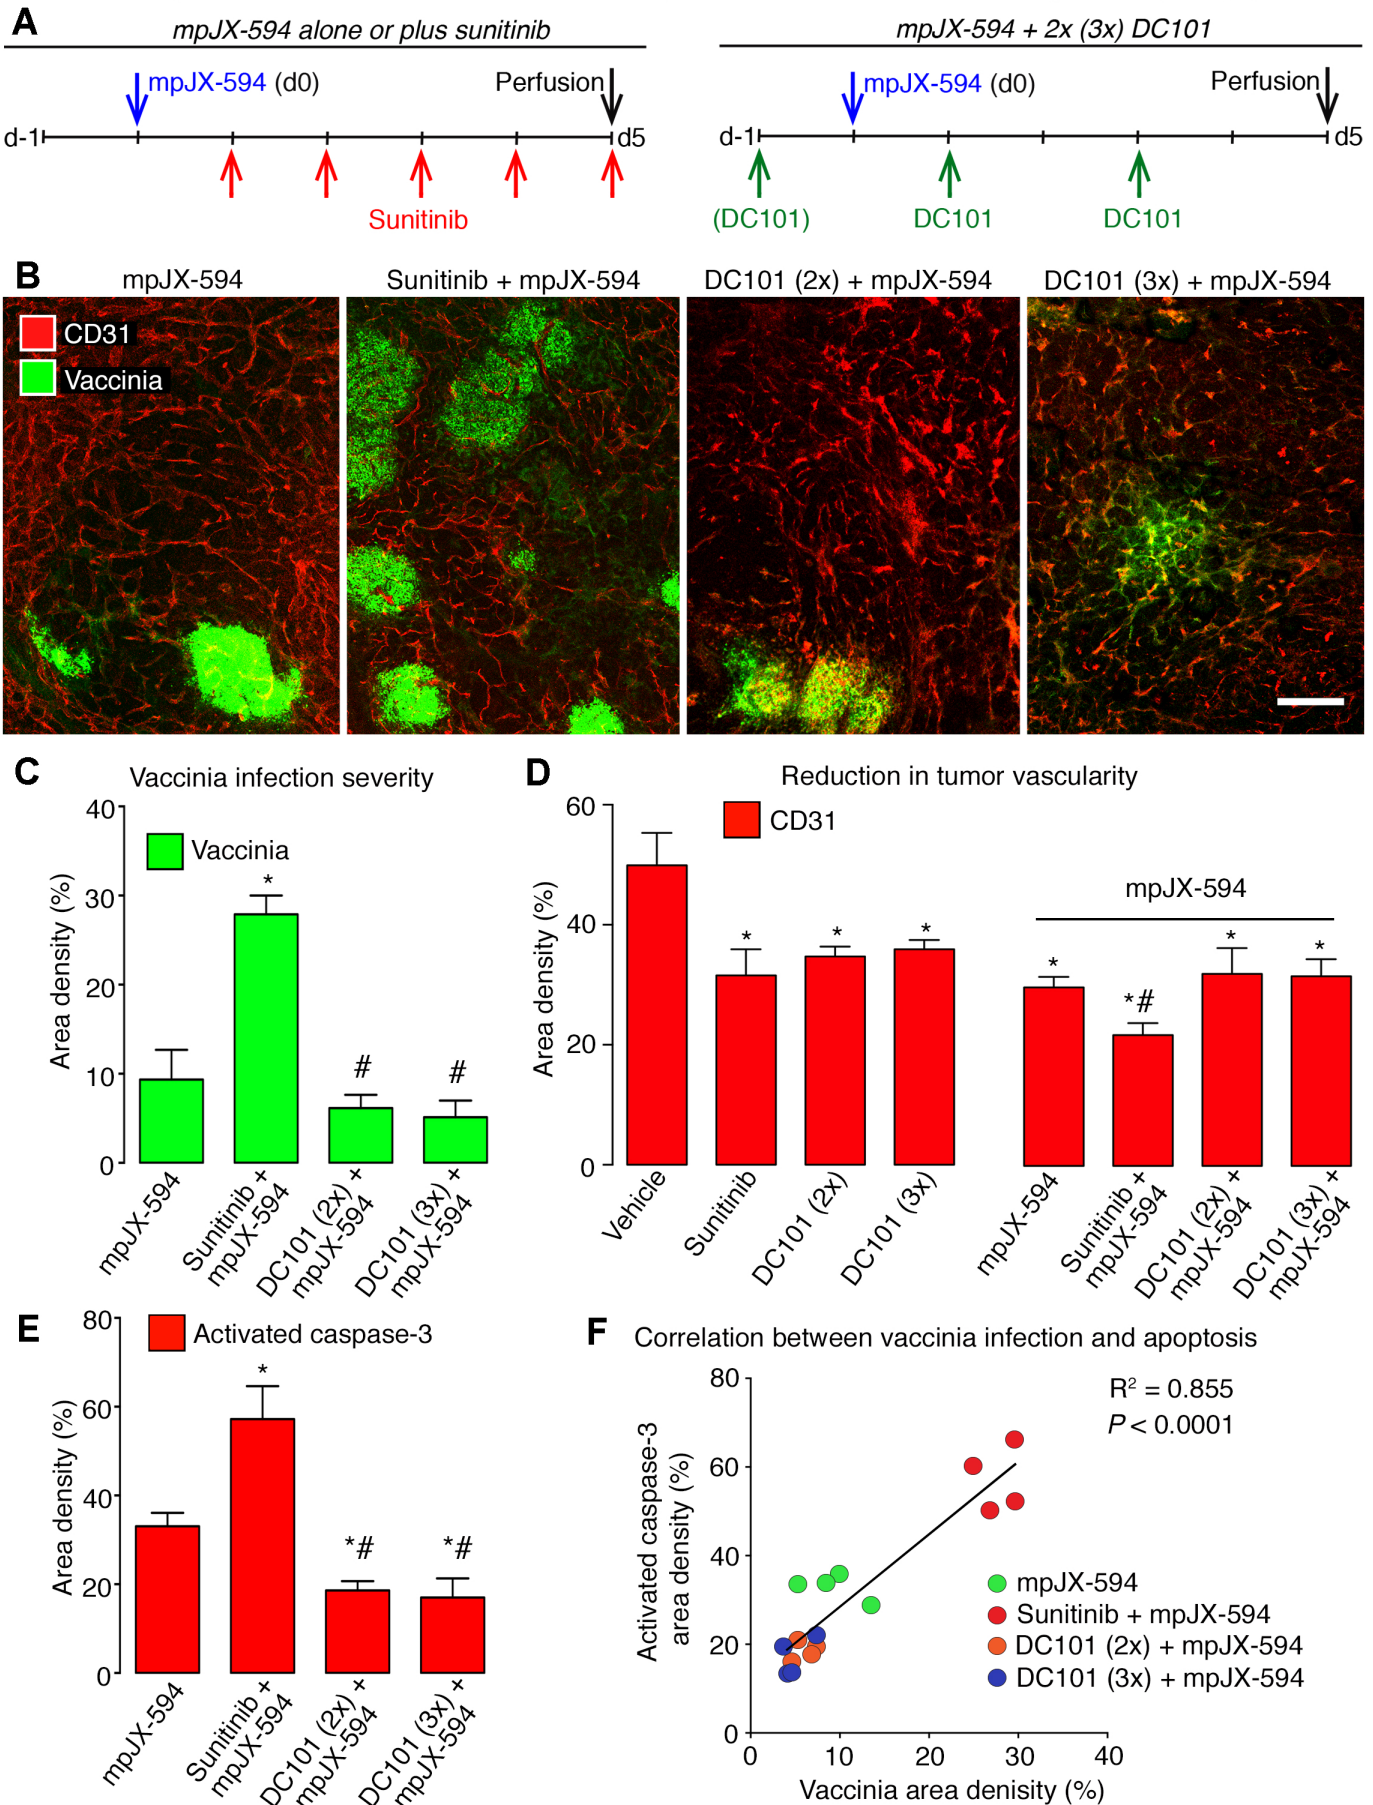 A
mpJX-594 alone or plus sunitinib
mpJX-594 (d0)
Perfusion
d-1
d5
Sunitinib
mpJX-594 + 2x (3x) DC101
mpJX-594 (d0)
Perfusion
d-1
d5
(DC101)
DC101
DC101
B
mpJX-594
Sunitinib + mpJX-594
DC101 (2x) + mpJX-594
DC101 (3x) + mpJX-594
CD31
Vaccinia
C
Vaccinia infection severity
Vaccinia
Area density (%)
40
30
20
10
0
*
#
#
mpJX-594
Sunitinib +
mpJX-594
DC101 (2x) +
mpJX-594
DC101 (3x) +
mpJX-594
D
Reduction in tumor vascularity
CD31
Area density (%)
60
40
20
0
*
*
*
mpJX-594
*
*#
*
*
Vehicle
Sunitinib
DC101 (2x)
DC101 (3x)
mpJX-594
Sunitinib +
mpJX-594
DC101 (2x) +
mpJX-594
DC101 (3x) +
mpJX-594
E
Activated caspase-3
Area density (%)
80
60
40
20
0
*
*#
*#
mpJX-594
Sunitinib +
mpJX-594
DC101 (2x) +
mpJX-594
DC101 (3x) +
mpJX-594
F
Correlation between vaccinia infection and apoptosis
R² = 0.855
P < 0.0001
Activated caspase-3
area density (%)
80
60
40
20
0
mpJX-594
Sunitinib + mpJX-594
DC101 (2x) + mpJX-594
DC101 (3x) + mpJX-594
0 10 20 30 40
Vaccinia area denisity (%)